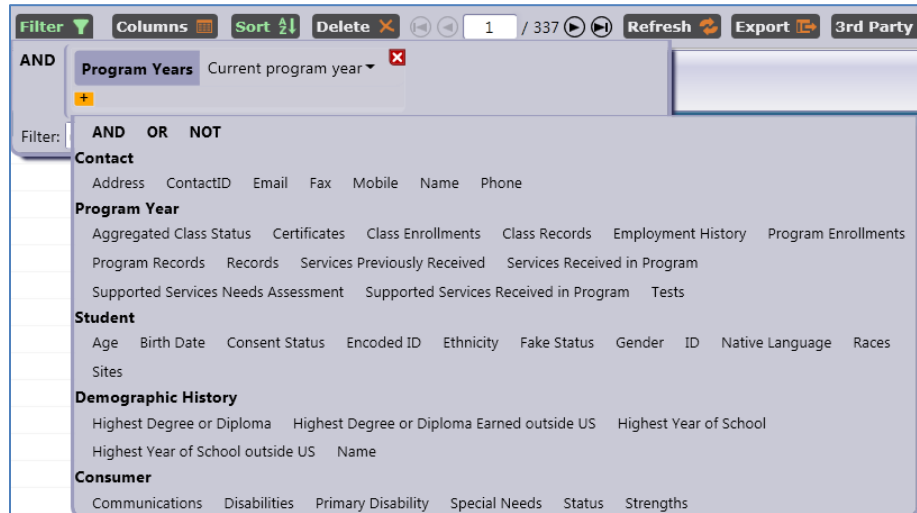 Filter Columns Sort Delete 1 / 337 Refresh Export 3rd Party
AND Program Years Current program year
+
Filter:
AND OR NOT
Contact
Address ContactID Email Fax Mobile Name Phone
Program Year
Aggregated Class Status Certificates Class Enrollments Class Records Employment History Program Enrollments
Program Records Records Services Previously Received Services Received in Program
Supported Services Needs Assessment Supported Services Received in Program Tests
Student
Age Birth Date Consent Status Encoded ID Ethnicity Fake Status Gender ID Native Language Races
Sites
Demographic History
Highest Degree or Diploma Highest Degree or Diploma Earned outside US Highest Year of School
Highest Year of School outside US Name
Consumer
Communications Disabilities Primary Disability Special Needs Status Strengths